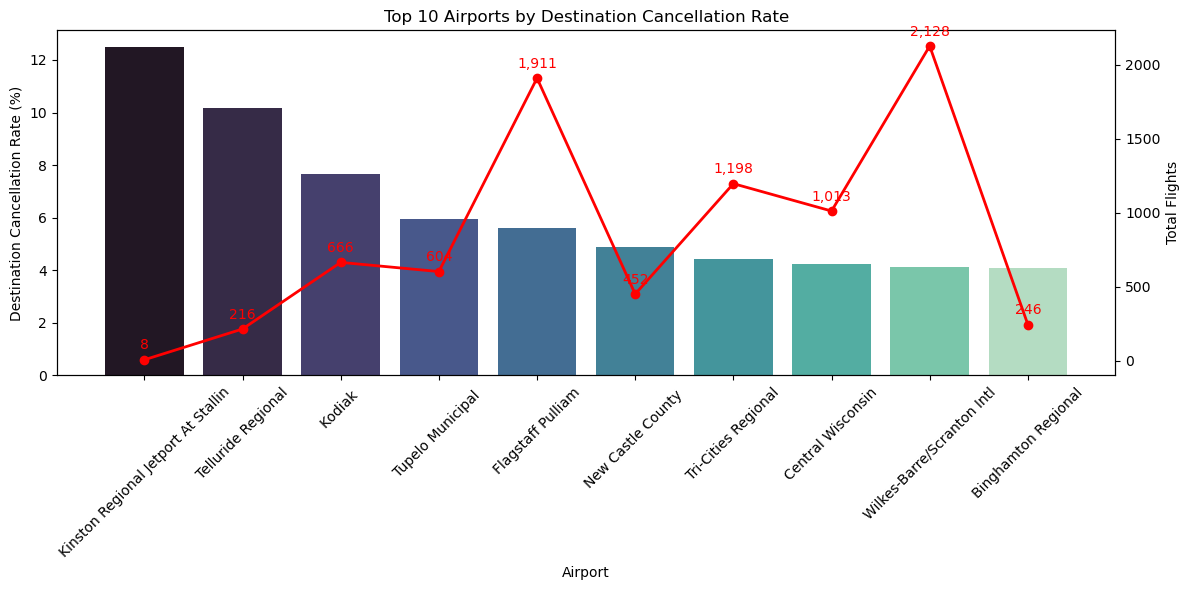 Top 10 Airports by Destination Cancellation Rate
Destination Cancellation Rate (%)
12
10
8
6
4
2
0
8
216
666
604
1,911
452
1,198
1,013
2,128
246
2000
1500
1000
500
0
Total Flights
Kinston Regional Jetport At Stallin
Telluride Regional
Kodiak
Tupelo Municipal
Flagstaff Pulliam
New Castle County
Tri-Cities Regional
Central Wisconsin
Wilkes-Barre/Scranton Intl
Binghamton Regional
Airport